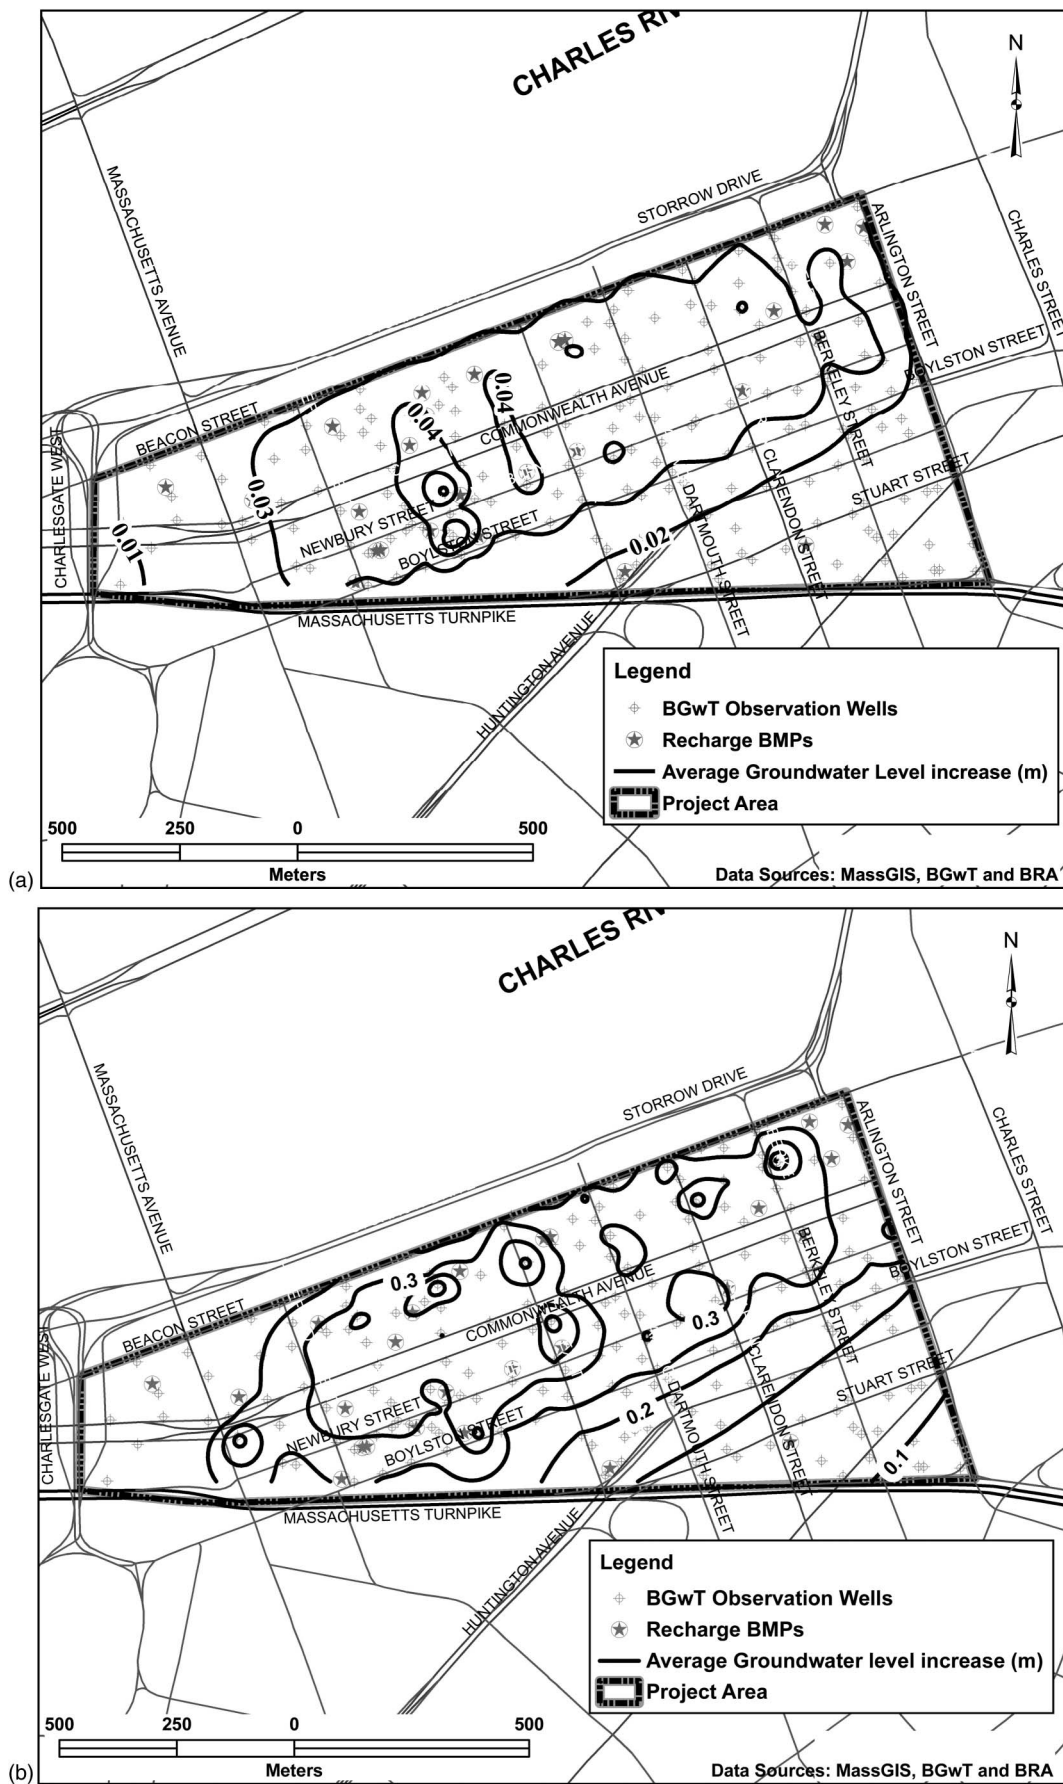 CHARLES RIV
N
MASSACHUSETTS AVENUE
STORROW DRIVE
ARLINGTON STREET
CHARLES STREET
BOYLSTON STREET
BERKELEY STREET
0.04
0.04
COMMONWEALTH AVENUE
BEACON STREET
CHARLESGATE WEST
0.03
0.01
NEWBURY STREET
BOYLSTON STREET
CLARENDON STREET
STUART STREET
DARTMOUTH STREET
0.02
MASSACHUSETTS TURNPIKE
HUNTINGTON AVENUE
Legend
BGwT Observation Wells
Recharge BMPs
Average Groundwater Level increase (m)
Project Area
500 250 0 500
Meters
Data Sources: MassGIS, BGwT and BRA
(a)
CHARLES RIV
N
MASSACHUSETTS AVENUE
STORROW DRIVE
ARLINGTON STREET
CHARLES STREET
BOYLSTON STREET
BERKELEY STREET
0.3
COMMONWEALTH AVENUE
BEACON STREET
0.3
CHARLESGATE WEST
CLARENDON STREET
STUART STREET
DARTMOUTH STREET
0.2
NEWBURY STREET
BOYLSTON STREET
0.1
MASSACHUSETTS TURNPIKE
HUNTINGTON AVENUE
Legend
BGwT Observation Wells
Recharge BMPs
Average Groundwater level increase (m)
Project Area
500 250 0 500
Meters
Data Sources: MassGIS, BGwT and BRA
(b)